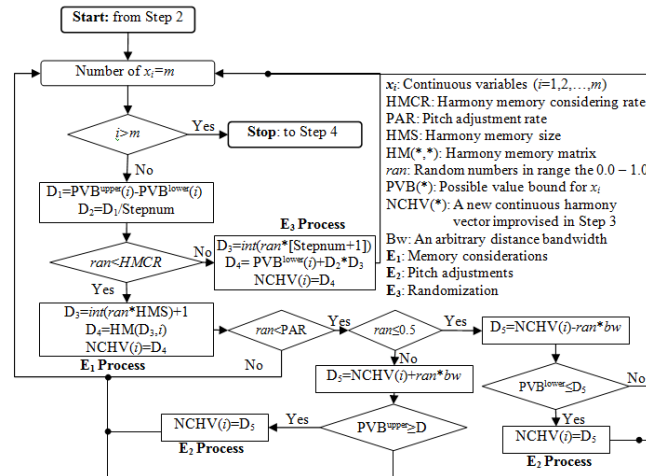 Start: from Step 2
Number of xi=m
i>m
Yes
Stop: to Step 4
No
D1=PVBupper(i)-PVBlower(i)
D2=D1/Stepnum
ran<HMCR
No
E3 Process
D3=int(ran*[Stepnum+1])
D4= PVBlower(i)+D2*D3
NCHV(i)=D4
Yes
D3=int(ran*HMS)+1
D4=HM(D3,i)
NCHV(i)=D4
E1 Process
ran<PAR
Yes
No
ran≤0.5
Yes
No
D5=NCHV(i)-ran*bw
D5=NCHV(i)+ran*bw
PVBlower≤D5
No
Yes
NCHV(i)=D5
E2 Process
PVBupper≥D
Yes
NCHV(i)=D5
E2 Process
xi: Continuous variables (i=1,2,…,m)
HMCR: Harmony memory considering rate
PAR: Pitch adjustment rate
HMS: Harmony memory size
HM(*,*): Harmony memory matrix
ran: Random numbers in range the 0.0 – 1.0
PVB(*): Possible value bound for xi
NCHV(*): A new continuous harmony
vector improvised in Step 3
Bw: An arbitrary distance bandwidth
E1: Memory considerations
E2: Pitch adjustments
E3: Randomization